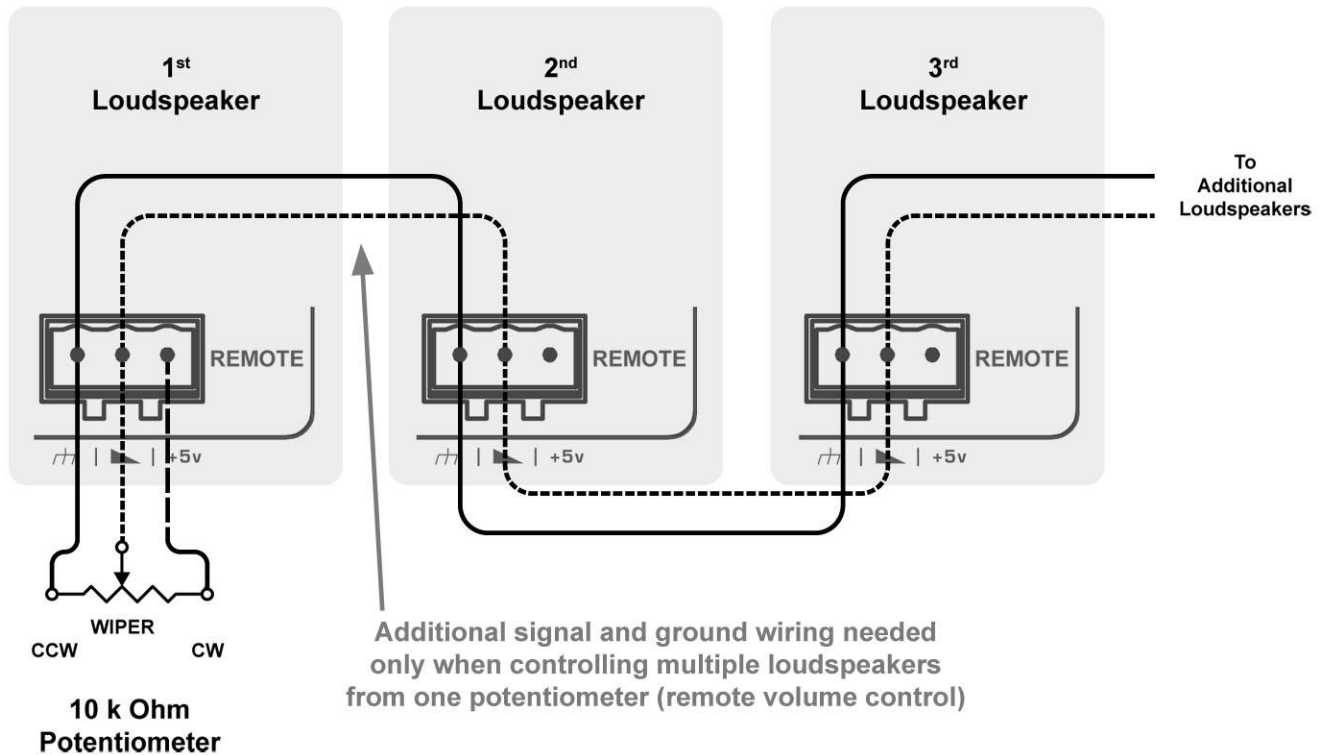 1st
Loudspeaker
2nd
Loudspeaker
3rd
Loudspeaker
To
Additional
Loudspeakers
REMOTE
REMOTE
REMOTE
| | +5v
| | +5v
| | +5v
WIPER
CCW CW
10 k Ohm
Potentiometer
Additional signal and ground wiring needed
only when controlling multiple loudspeakers
from one potentiometer (remote volume control)